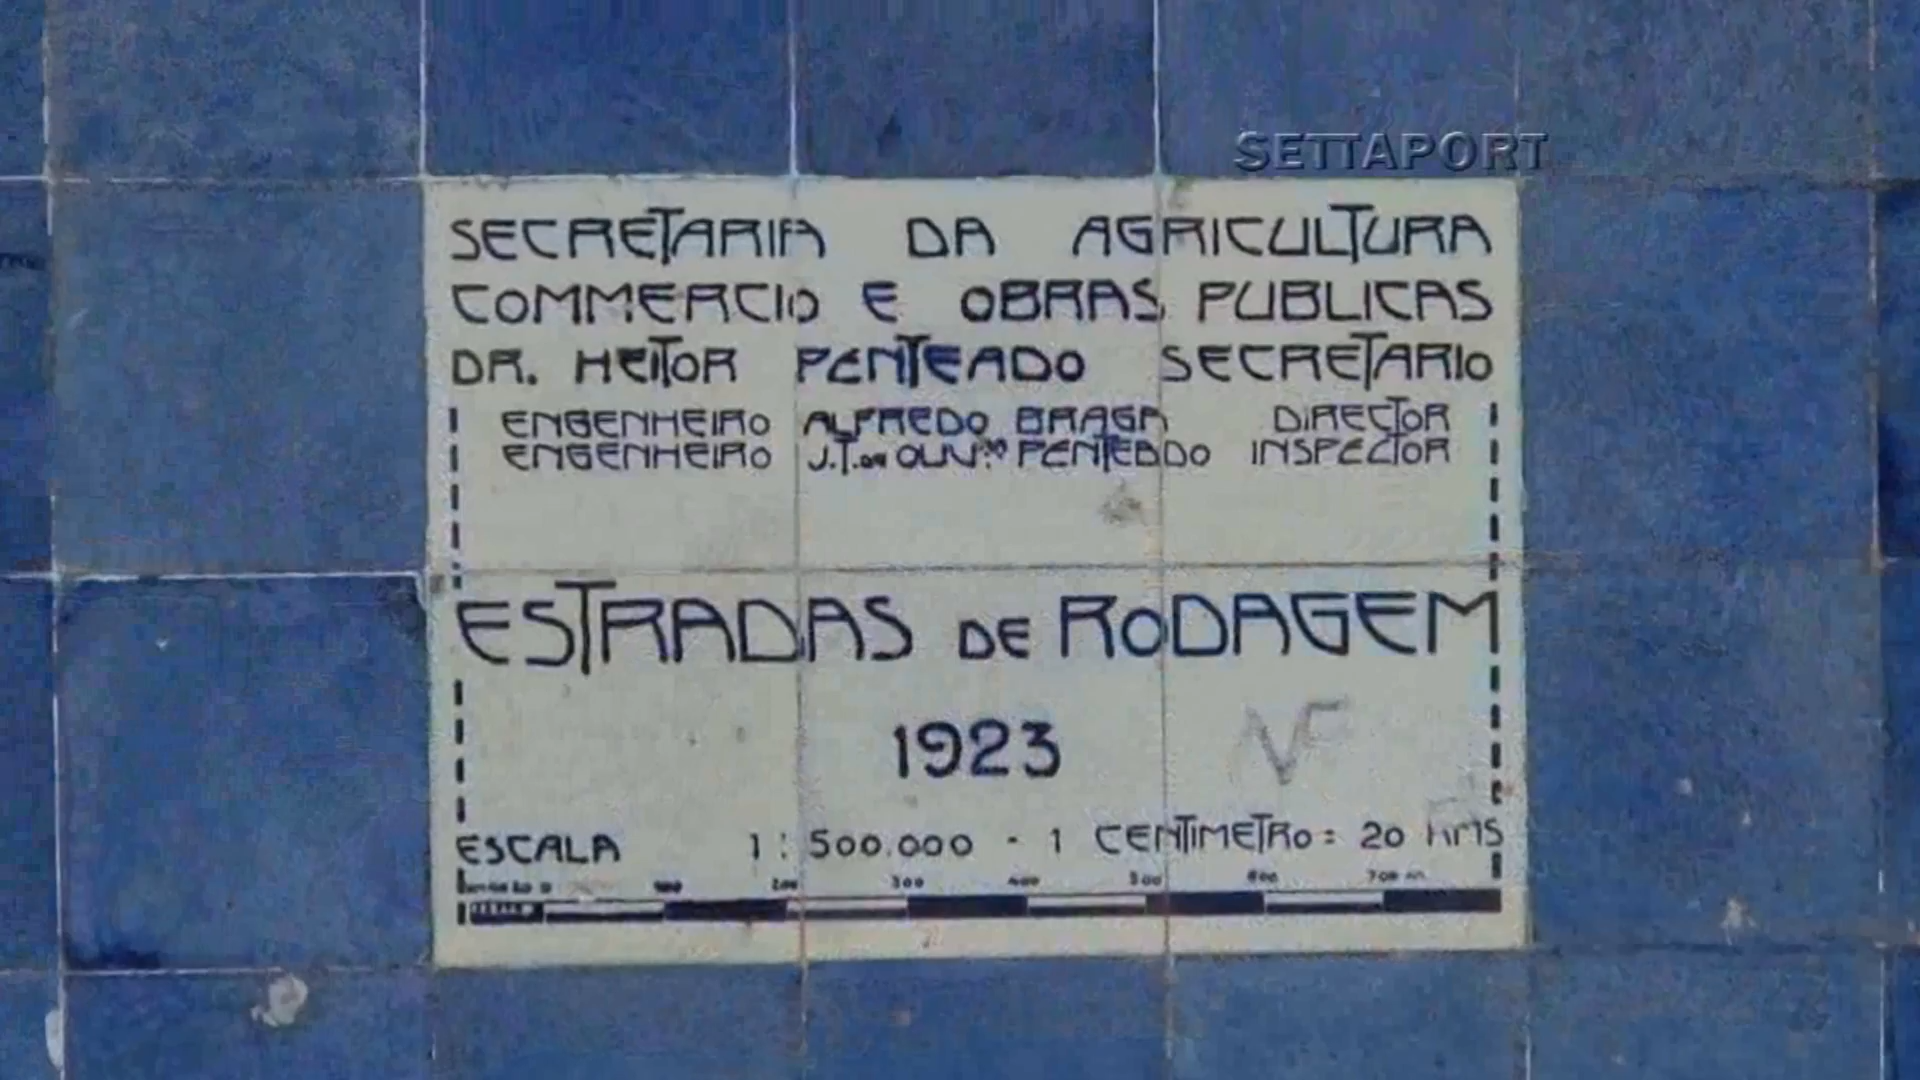 SETTAPORT
SECRETARIA DA AGRICULTURA
COMMERCIO E OBRAS PUBLICAS
DR. HEITOR PENTEADO SECRETARIO
ENGENHEIRO ALFREDO BRAGA DIRECTOR
ENGENHEIRO J.T. PENTEADO INSPECTOR
ESTRADAS DE RODAGEM
1923
ESCALA 1:500.000 - 1 CENTIMETRO = 20 KMS
200 300 400 500 600 700